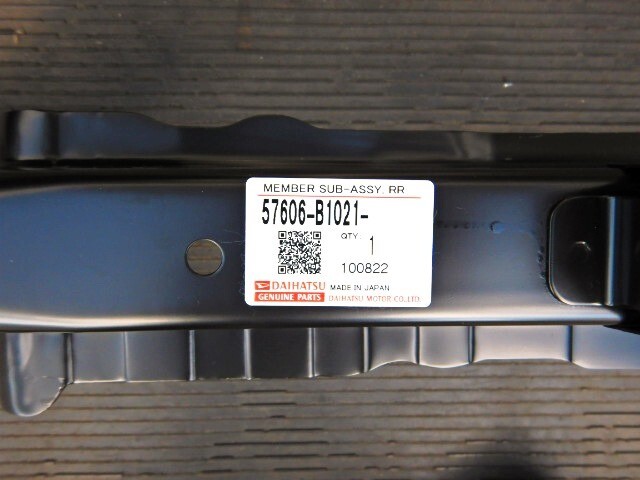 MEMBER SUB-ASSY, RR
57606-B1021-
QTY:
1
100822
DAIHATSU MADE IN JAPAN
GENUINE PARTS DAIHATSU MOTOR CO.,LTD.